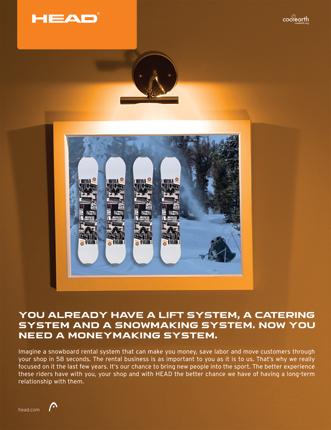 HEAD
coolearth
YOU ALREADY HAVE A LIFT SYSTEM, A CATERING
SYSTEM AND A SNOWMAKING SYSTEM. NOW YOU
NEED A MONEYMAKING SYSTEM.
Imagine a snowboard rental system that can make you money, save labor and move customers through
your shop in 58 seconds. The rental business is as important to you as it is to us. That's why we really
focused on it the last few years. It's our chance to bring new people into the sport. The better experience
these riders have with you, your shop and with HEAD the better chance we have of having a long-term
relationship with them.
head.com